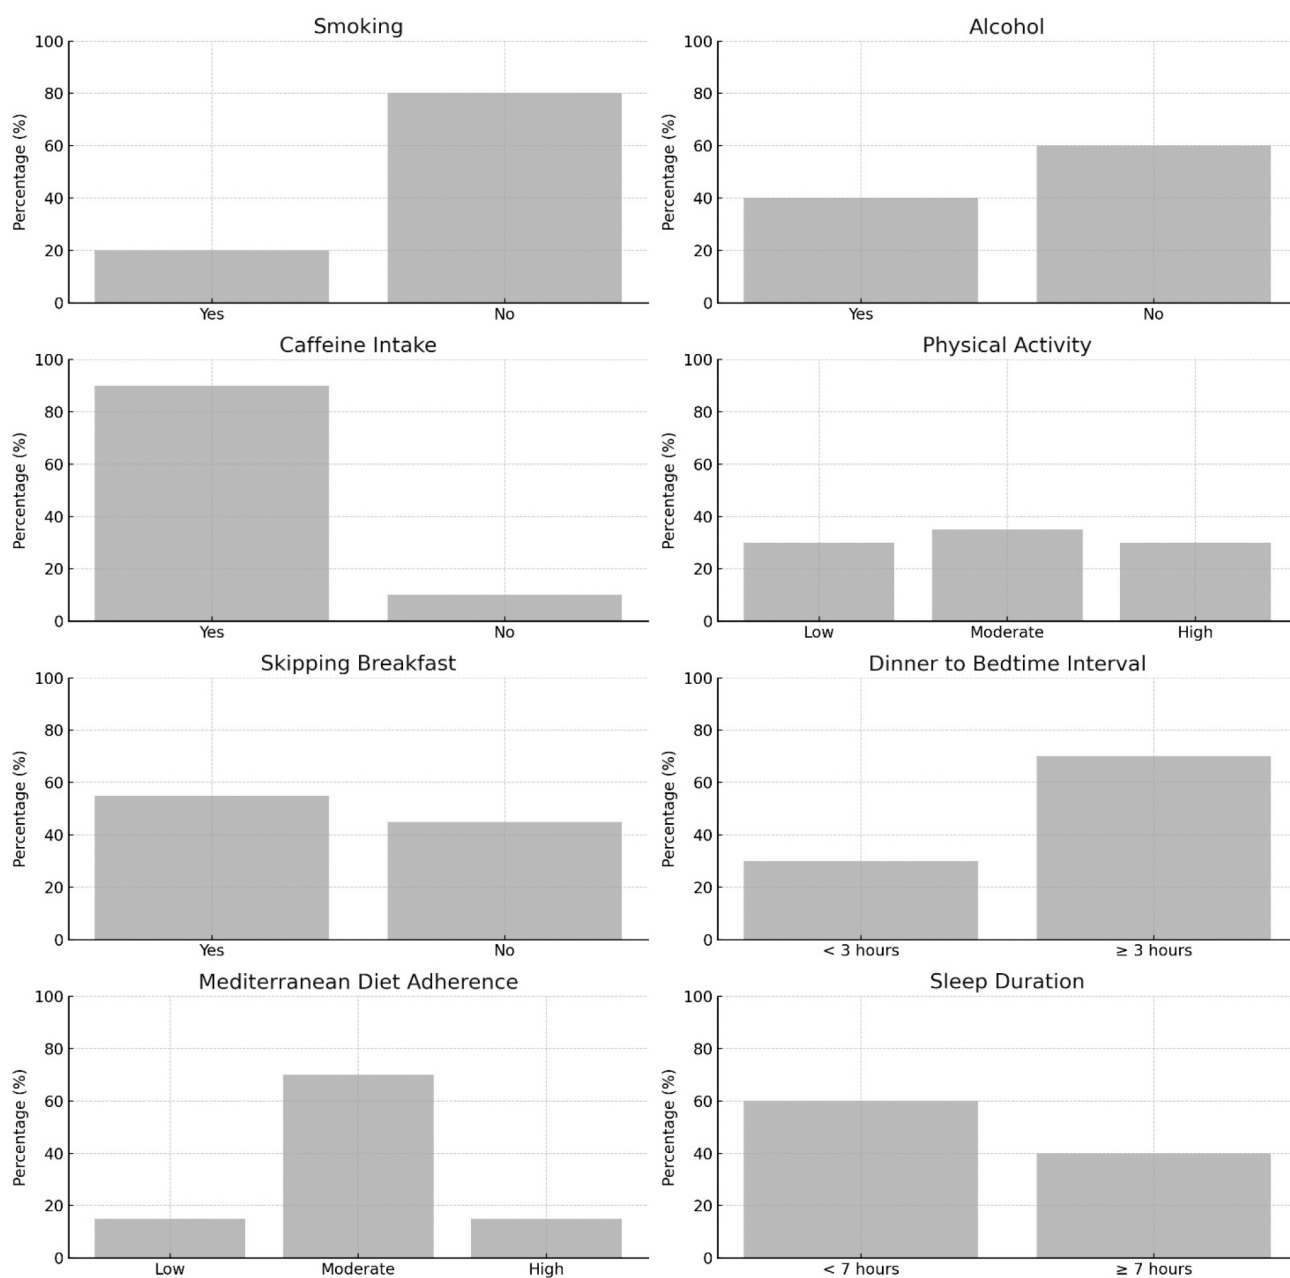 Smoking
Percentage (%)
100
80
60
40
20
0
Yes
No
Alcohol
Percentage (%)
100
80
60
40
20
0
Yes
No
Caffeine Intake
Percentage (%)
100
80
60
40
20
0
Yes
No
Physical Activity
Percentage (%)
100
80
60
40
20
0
Low
Moderate
High
Skipping Breakfast
Percentage (%)
100
80
60
40
20
0
Yes
No
Dinner to Bedtime Interval
Percentage (%)
100
80
60
40
20
0
< 3 hours
≥ 3 hours
Mediterranean Diet Adherence
Percentage (%)
100
80
60
40
20
0
Low
Moderate
High
Sleep Duration
Percentage (%)
100
80
60
40
20
0
< 7 hours
≥ 7 hours